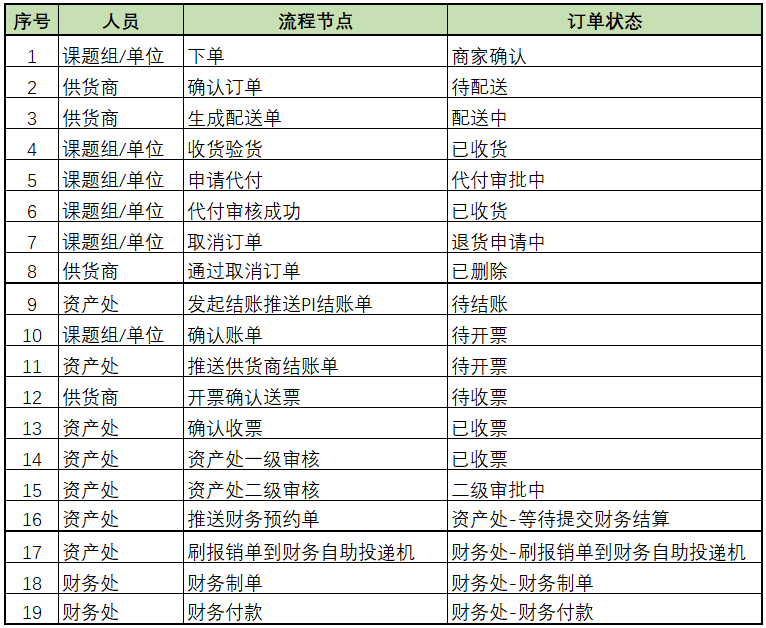 序号 人员 流程节点 订单状态
1 课题组/单位 下单 商家确认
2 供货商 确认订单 待配送
3 供货商 生成配送单 配送中
4 课题组/单位 收货验货 已收货
5 课题组/单位 申请代付 代付审批中
6 课题组/单位 代付审核成功 已收货
7 课题组/单位 取消订单 退货申请中
8 供货商 通过取消订单 已删除
9 资产处 发起结账推送PI结账单 待结账
10 课题组/单位 确认账单 待开票
11 资产处 推送供货商结账单 待开票
12 供货商 开票确认送票 待收票
13 资产处 确认收票 已收票
14 资产处 资产处一级审核 已收票
15 资产处 资产处二级审核 二级审批中
16 资产处 推送财务预约单 资产处-等待提交财务结算
17 资产处 刷报销单到财务自助投递机 财务处-刷报销单到财务自助投递机
18 财务处 财务制单 财务处-财务制单
19 财务处 财务付款 财务处-财务付款